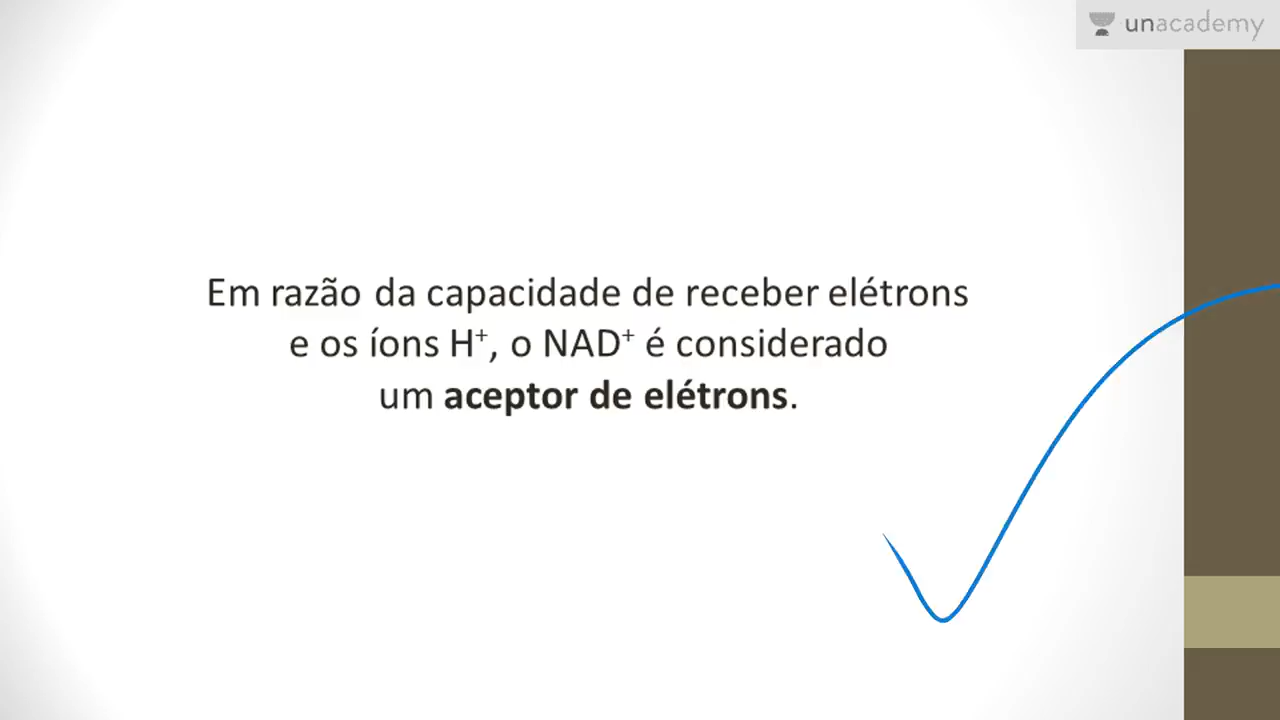 unacademy
Em razão da capacidade de receber elétrons
e os íons H⁺, o NAD⁺ é considerado
um aceptor de elétrons.